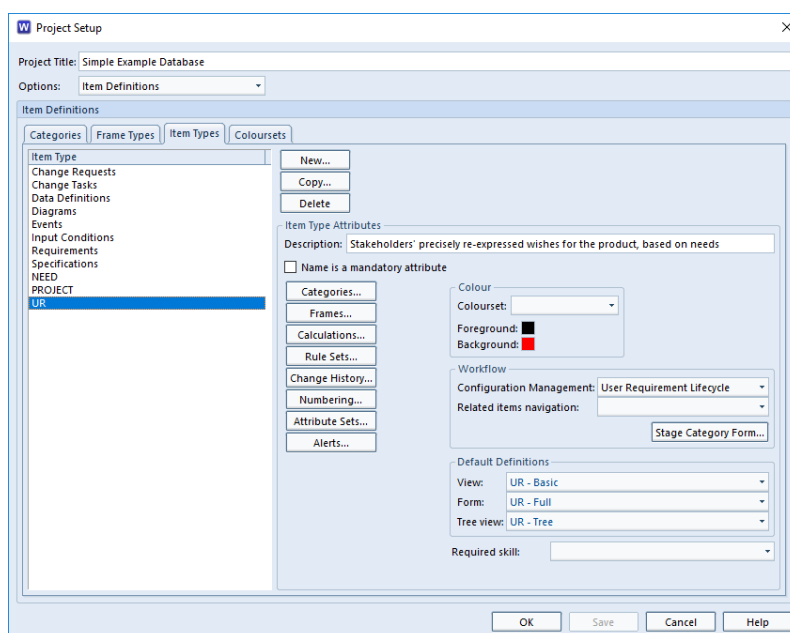 W Project Setup
Project Title: Simple Example Database
Options: Item Definitions
Item Definitions
Categories Frame Types Item Types Coloursets
Item Type
Change Requests
Change Tasks
Data Definitions
Diagrams
Events
Input Conditions
Requirements
Specifications
NEED
PROJECT
UR
New...
Copy...
Delete
Item Type Attributes
Description: Stakeholders' precisely re-expressed wishes for the product, based on needs
Name is a mandatory attribute
Categories...
Frames...
Calculations...
Rule Sets...
Change History...
Numbering...
Attribute Sets...
Alerts...
Colour
Colourset:
Foreground:
Background:
Workflow
Configuration Management: User Requirement Lifecycle
Related items navigation:
Stage Category Form...
Default Definitions
View: UR - Basic
Form: UR - Full
Tree view: UR - Tree
Required skill:
OK Save Cancel Help